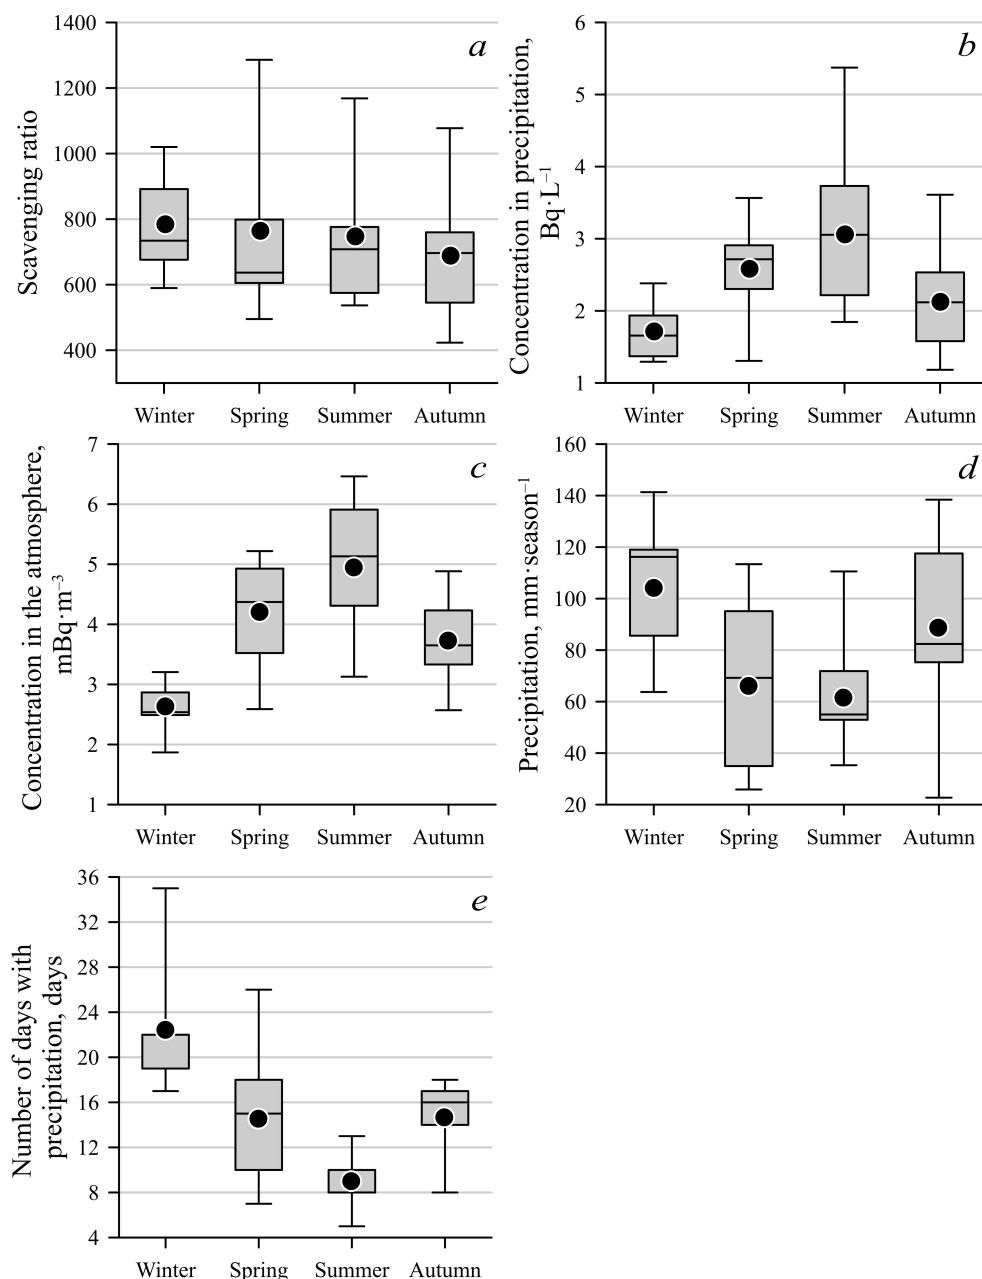 a
Scavenging ratio
1400
1200
1000
800
600
400
Winter Spring Summer Autumn
b
Concentration in precipitation,
Bq·L⁻¹
6
5
4
3
2
1
Winter Spring Summer Autumn
c
Concentration in the atmosphere,
mBq·m⁻³
7
6
5
4
3
2
1
Winter Spring Summer Autumn
d
Precipitation, mm·season⁻¹
160
140
120
100
80
60
40
20
Winter Spring Summer Autumn
e
Number of days with
precipitation, days
36
32
28
24
20
16
12
8
4
Winter Spring Summer Autumn